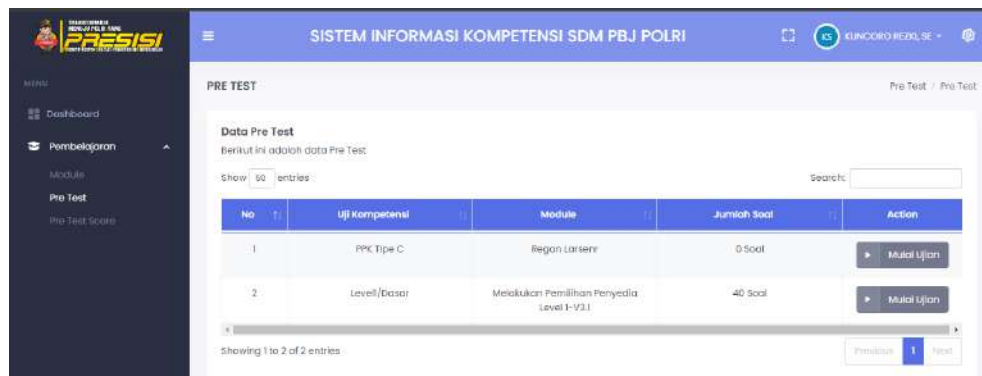 PRESISI
SISTEM INFORMASI KOMPETENSI SDM PBJ POLRI
KS KUNCORO REZKI, SE
MENU
PRE TEST
Pre Test / Pre Test
Dashboard
Data Pre Test
Pembelajaran
Berikut ini adalah data Pre Test
Module
Show 50 entries
Search:
Pre Test
Pre Test Score
No Uji Kompetensi Module Jumlah Soal Action
1 PPK Tipe C Regan Larsenr 0 Soal Mulai Ujian
2 Level1/Dasar Melakukan Pemilihan Penyedia 40 Soal Mulai Ujian
Level 1-V3.1
Showing 1 to 2 of 2 entries
Previous 1 Next